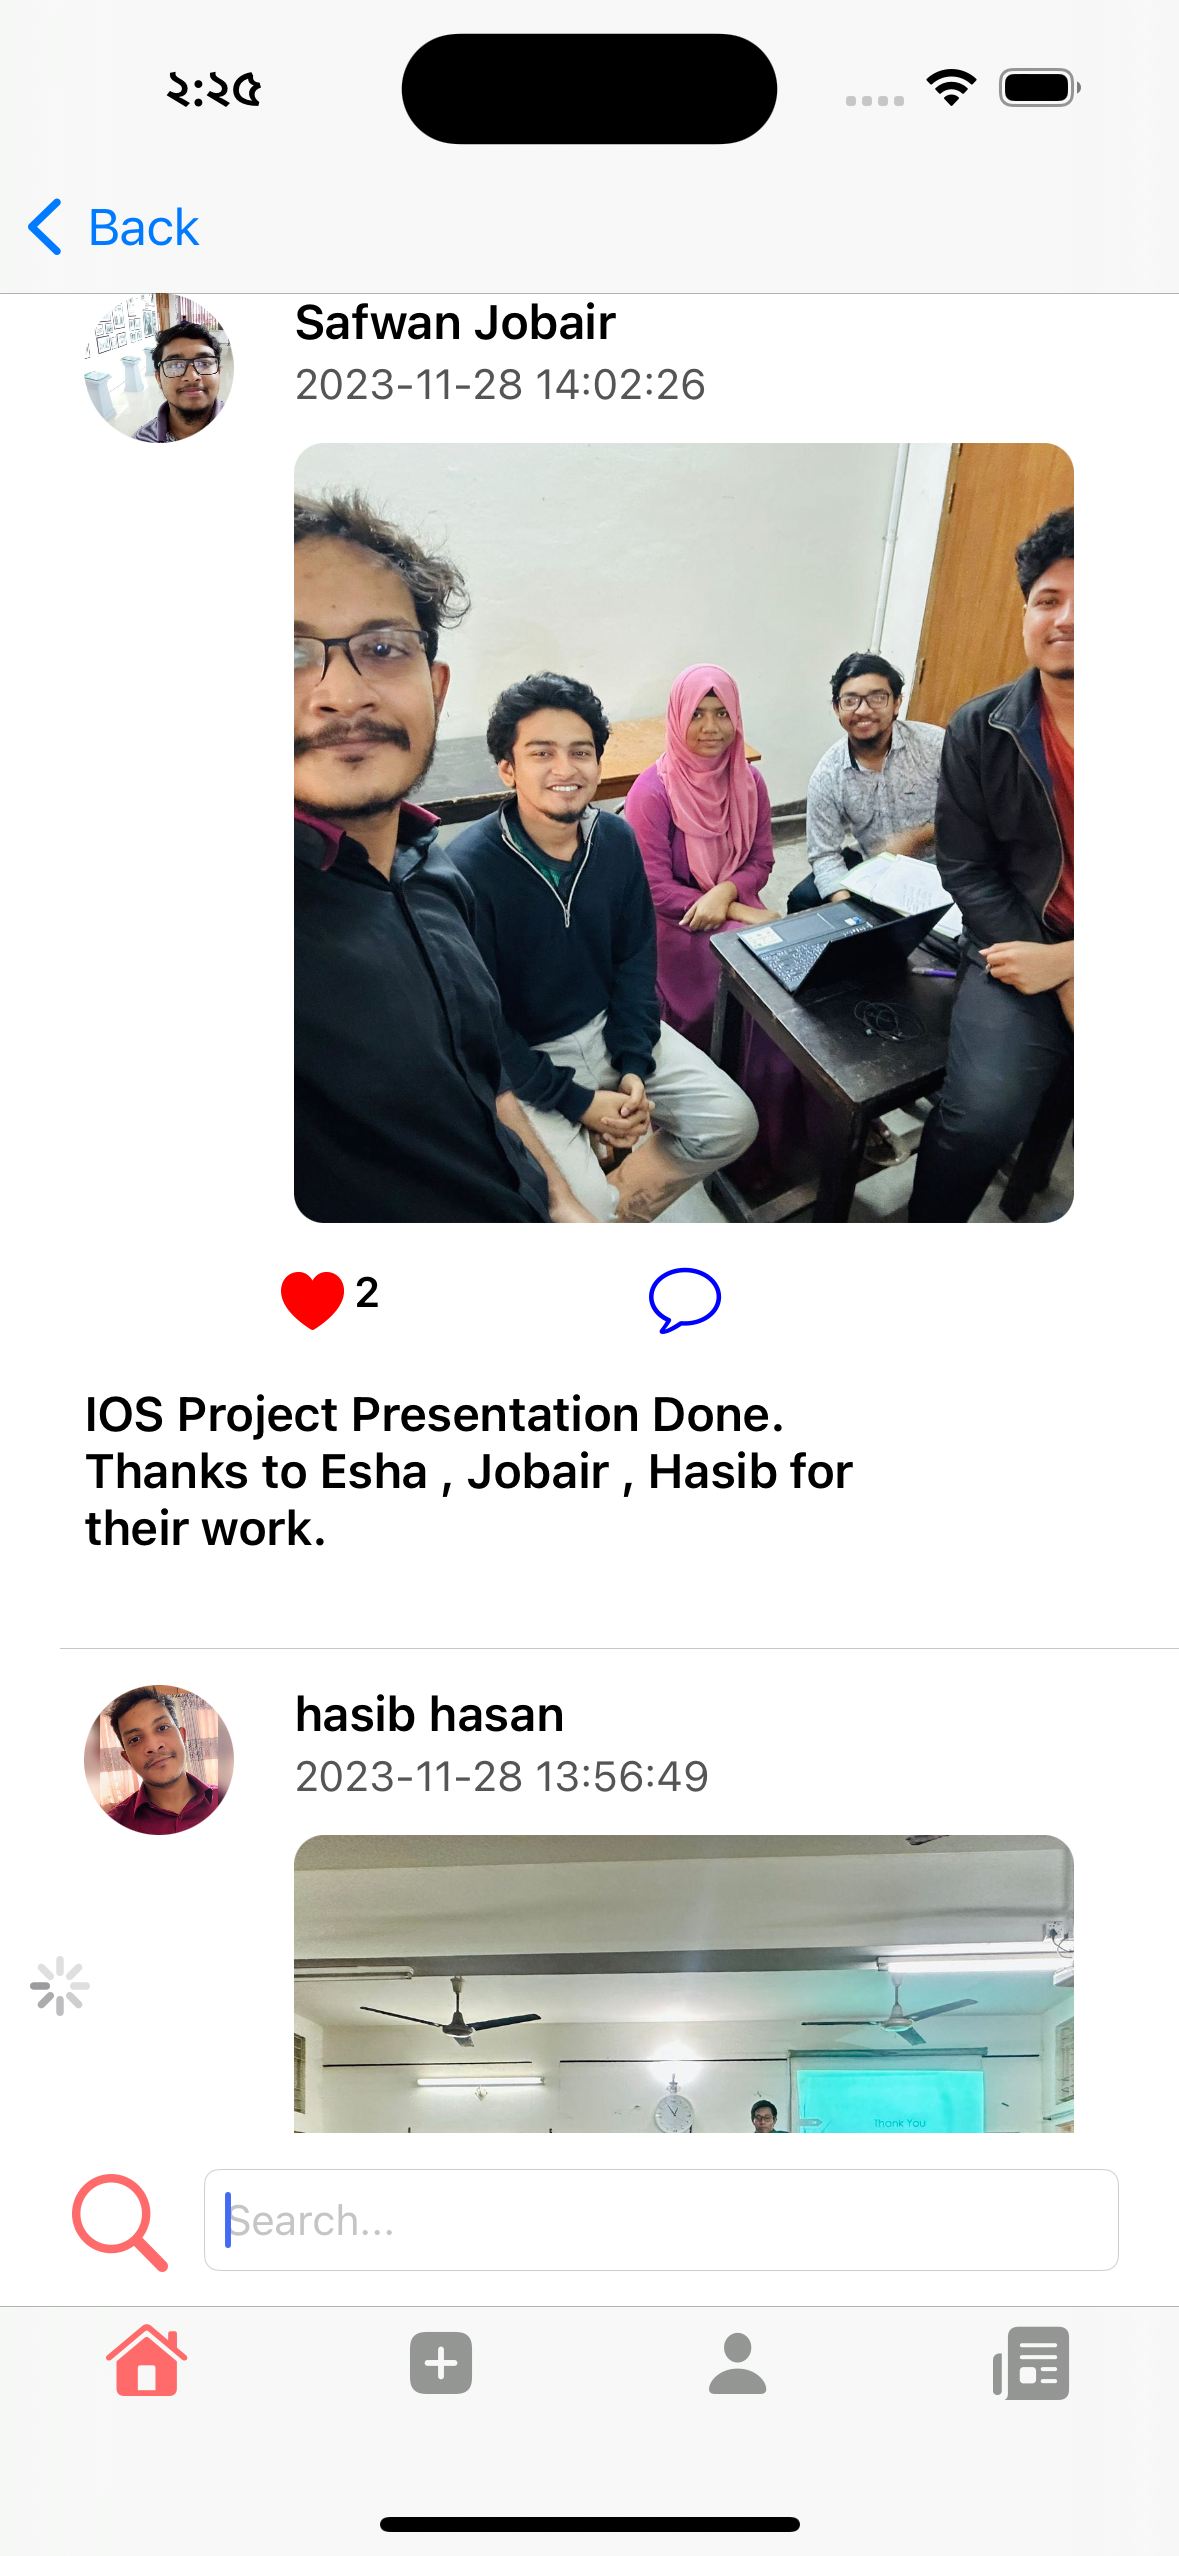 ২:২৫
Back
Safwan Jobair
2023-11-28 14:02:26
2
IOS Project Presentation Done.
Thanks to Esha , Jobair , Hasib for
their work.
hasib hasan
2023-11-28 13:56:49
Thank You
Search...